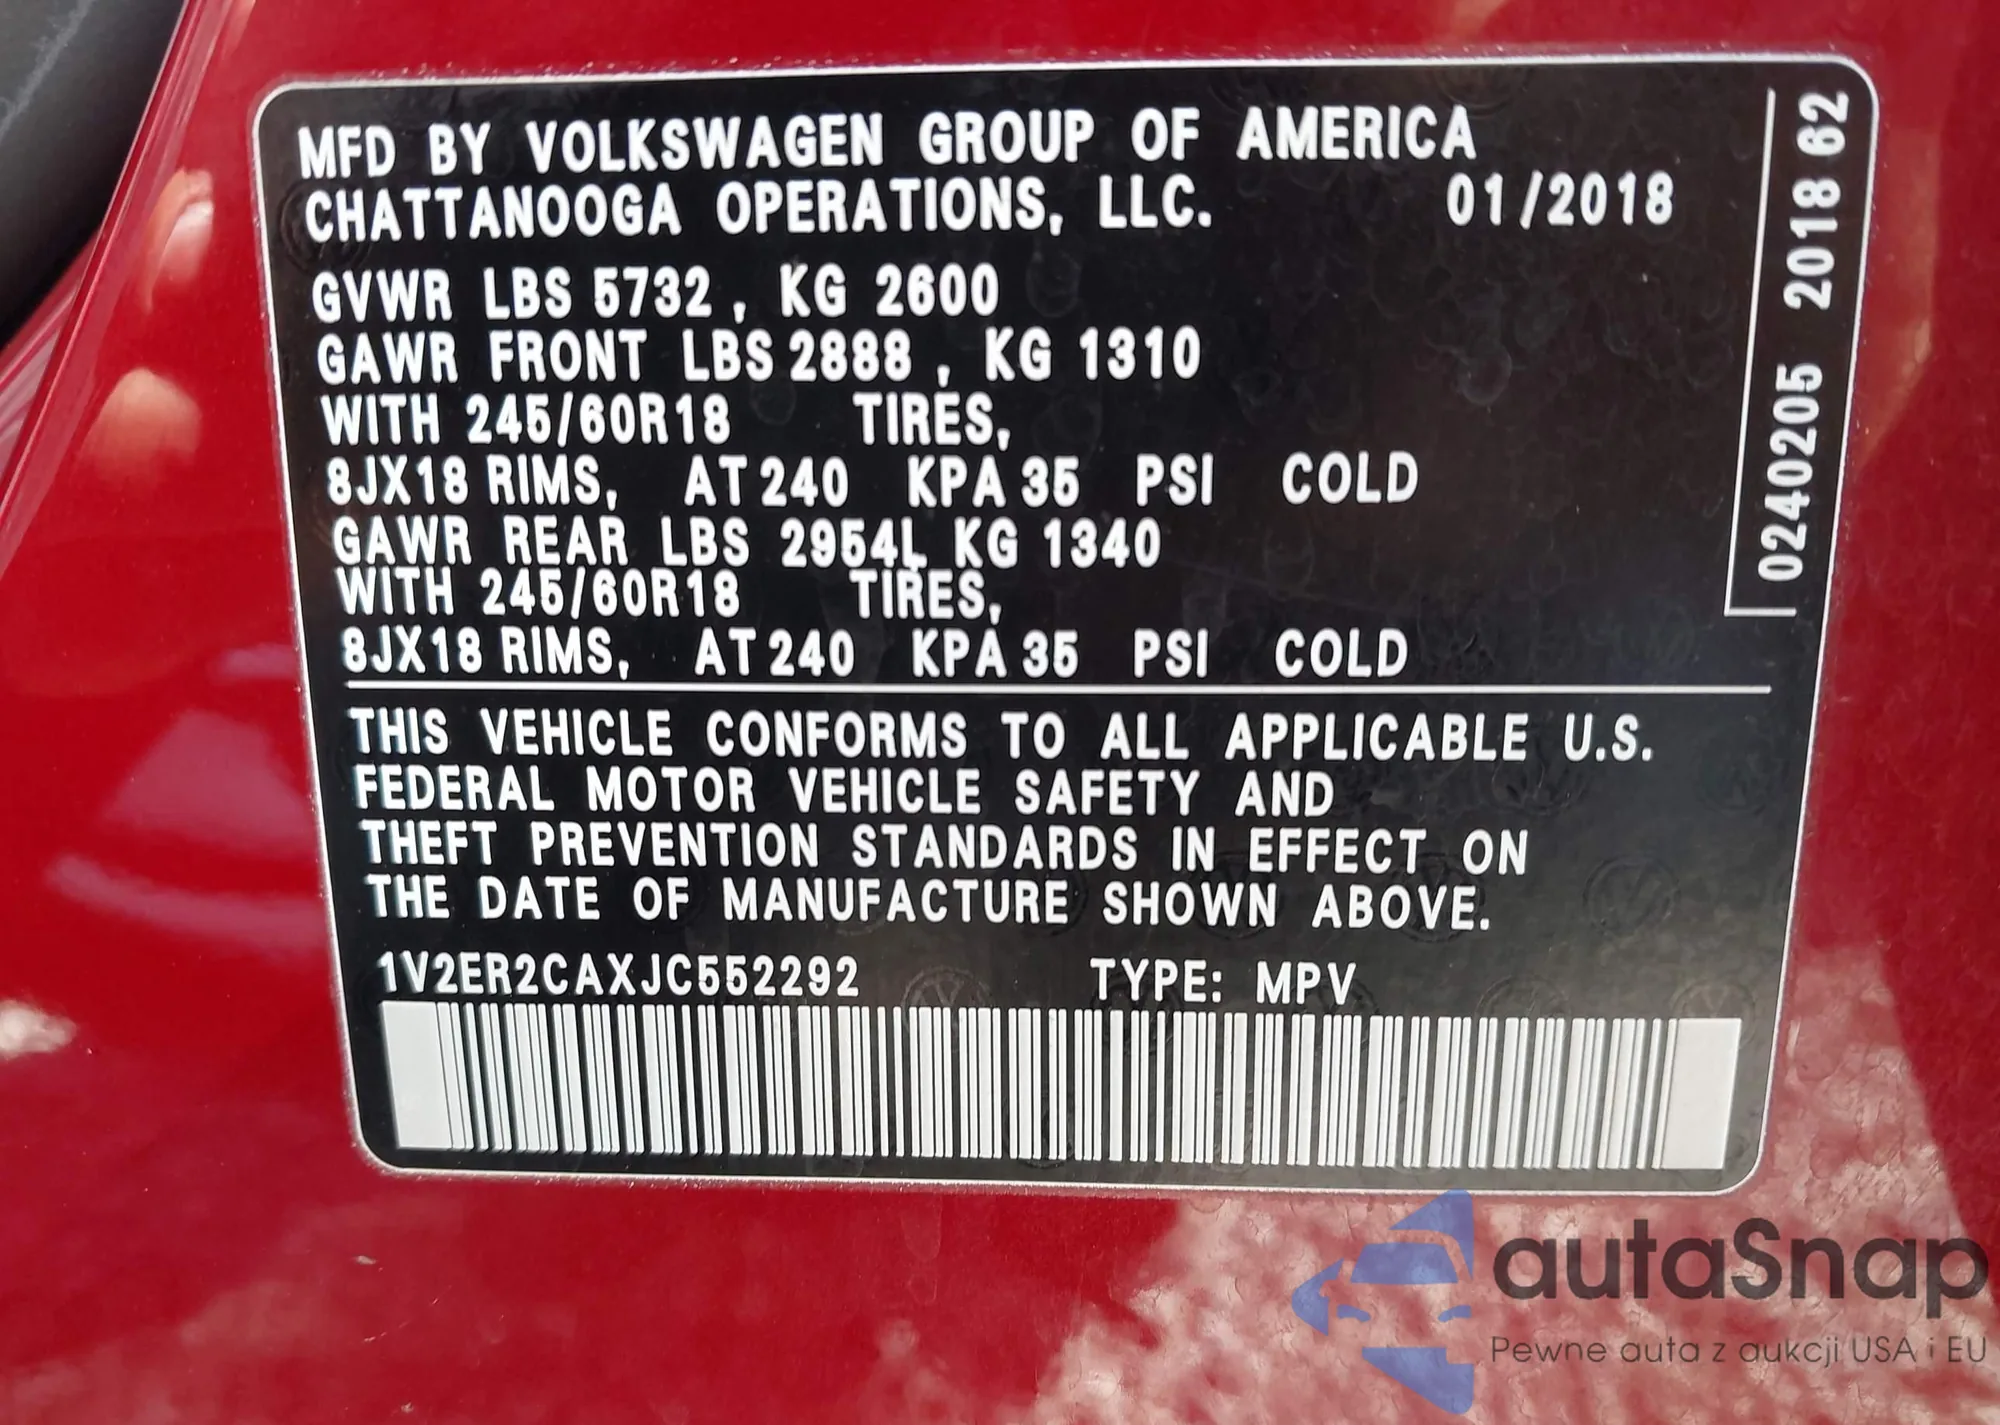 MFD BY VOLKSWAGEN GROUP OF AMERICA
CHATTANOOGA OPERATIONS, LLC. 01/2018
GVWR LBS 5732 , KG 2600
GAWR FRONT LBS 2888 , KG 1310
WITH 245/60R18 TIRES,
8JX18 RIMS, AT 240 KPA 35 PSI COLD
GAWR REAR LBS 2954L KG 1340
WITH 245/60R18 TIRES,
8JX18 RIMS, AT 240 KPA 35 PSI COLD
0240205 2018 62
THIS VEHICLE CONFORMS TO ALL APPLICABLE U.S.
FEDERAL MOTOR VEHICLE SAFETY AND
THEFT PREVENTION STANDARDS IN EFFECT ON
THE DATE OF MANUFACTURE SHOWN ABOVE.
1V2ER2CAXJC552292 TYPE: MPV
autaSnap
Pewne auta z aukcji USA i EU